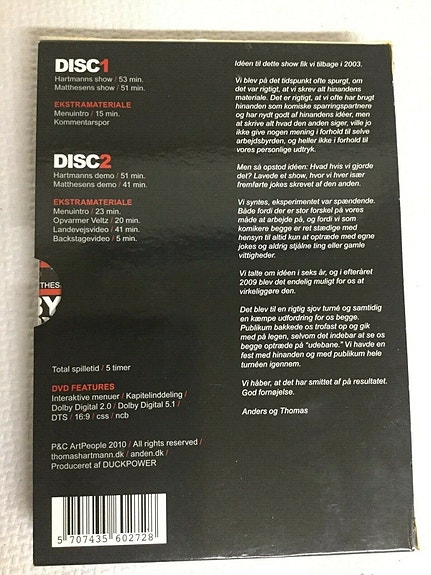 DISC1
Hartmanns show / 53 min.
Matthesens show / 51 min.
EKSTRAMATERIALE
Menuintro / 15 min.
Kommentarspor
DISC2
Hartmanns demo / 51 min.
Matthesens demo / 41 min.
EKSTRAMATERIALE
Menuintro / 23 min.
Opvarmer Veltz / 20 min.
Landevejsvideo / 41 min.
Backstagevideo / 5 min.
THES
BY
Total spilletid / 5 timer
DVD FEATURES
Interaktive menuer / Kapitelinddeling /
Dolby Digital 2.0 / Dolby Digital 5.1 /
DTS / 16:9 / css / ncb
P&C ArtPeople 2010 / All rights reserved /
thomashartmann.dk / anden.dk /
Produceret af DUCKPOWER
5 707435 602728
Idéen til dette show fik vi tilbage i 2003.
Vi blev på det tidspunkt ofte spurgt, om
det var rigtigt, at vi skrev alt hinandens
materiale. Det er rigtigt, at vi ofte har brugt
hinanden som komiske sparringspartnere
og har nydt godt af hinandens idéer, men
at skrive alt hvad den anden siger, ville jo
ikke give nogen mening i forhold til selve
arbejdsbyrden, og heller ikke i forhold til
vores personlige udtryk.
Men så opstod idéen: Hvad hvis vi gjorde
det? Lavede et show, hvor vi hver især
fremførte jokes skrevet af den anden.
Vi syntes, eksperimentet var spændende.
Både fordi der er stor forskel på vores
måde at arbejde på, og fordi vi som
komikere begge er ret stædige med
hensyn til altid kun at optræde med egne
jokes og aldrig stjåle ting eller gamle
vittigheder.
Vi talte om idéen i seks år, og i efteråret
2009 blev det endelig muligt for os at
virkeliggøre den.
Det blev til en rigtig sjov turné og samtidig
en kæmpe udfordring for os begge.
Publikum bakkede os trofast op og gik
med på legen, selvom det indebar at se os
begge optræde på "udebane." Vi havde en
fest med hinanden og med publikum hele
turnéen igennem.
Vi håber, at det har smittet af på resultatet.
God fornøjelse.
Anders og Thomas